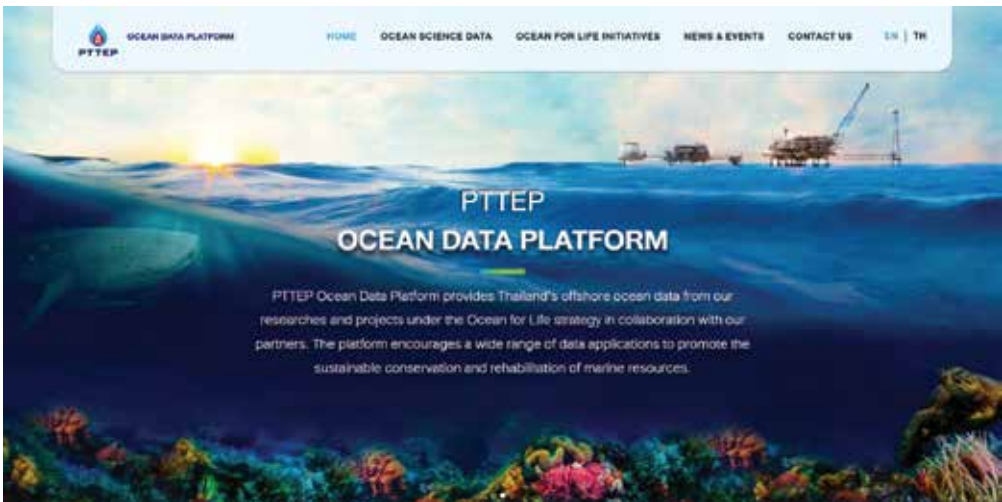 PTTEP
OCEAN DATA PLATFORM
HOME
OCEAN SCIENCE DATA
OCEAN FOR LIFE INITIATIVES
NEWS & EVENTS
CONTACT US
EN | TH
PTTEP
OCEAN DATA PLATFORM
PTTEP Ocean Data Platform provides Thailand's offshore ocean data from our
researches and projects under the Ocean for Life strategy in collaboration with our
partners. The platform encourages a wide range of data applications to promote the
sustainable conservation and rehabilitation of marine resources.